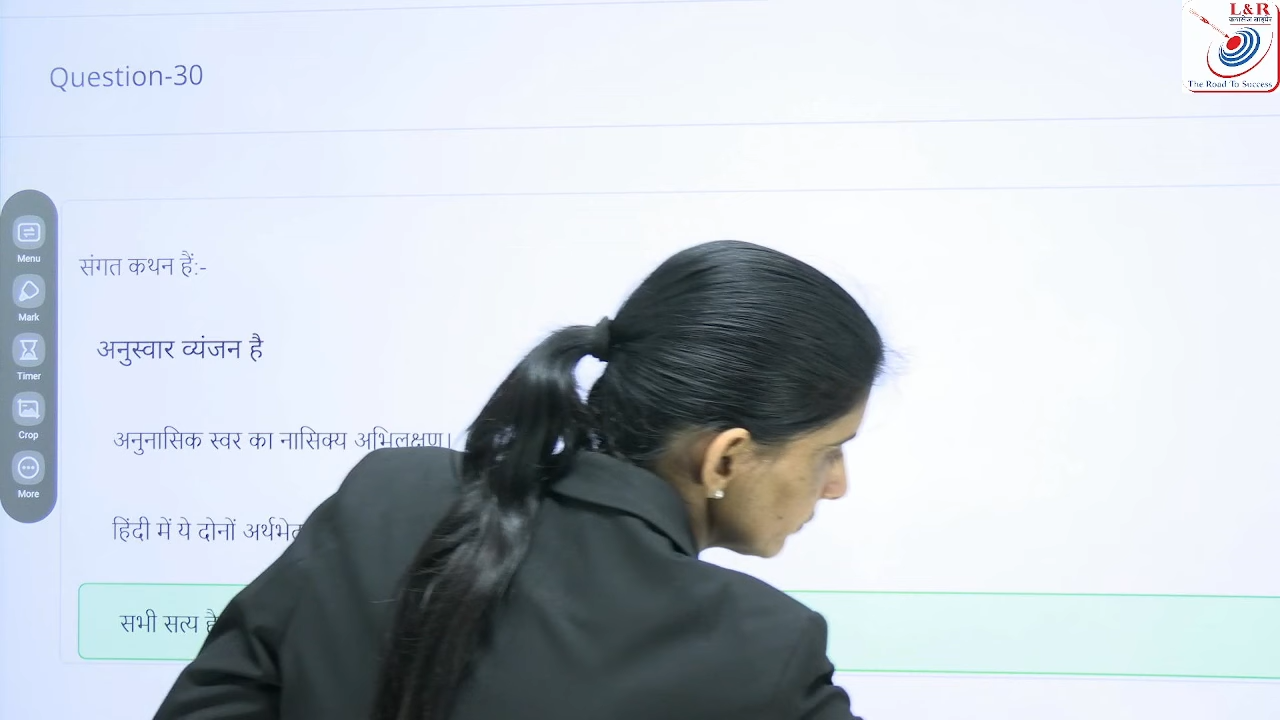 L&R
The Road To Success
Question-30
Menu
Mark
Timer
Crop
More
संगत कथन हैं:-
अनुस्वार व्यंजन है
अनुनासिक स्वर का नासिक्य अभिलक्षण।
हिंदी में ये दोनों
सभी सत्य